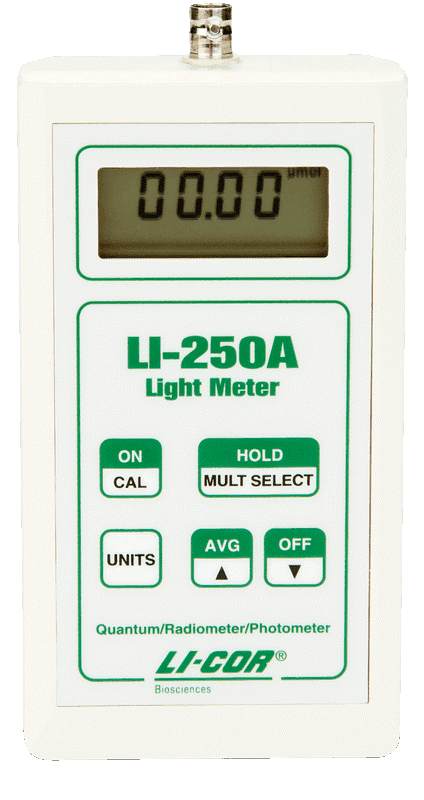 00.00 µmol
LI-250A
Light Meter
ON
CAL
HOLD
MULT SELECT
UNITS
AVG
▲
OFF
▼
Quantum/Radiometer/Photometer
LI-COR®
Biosciences